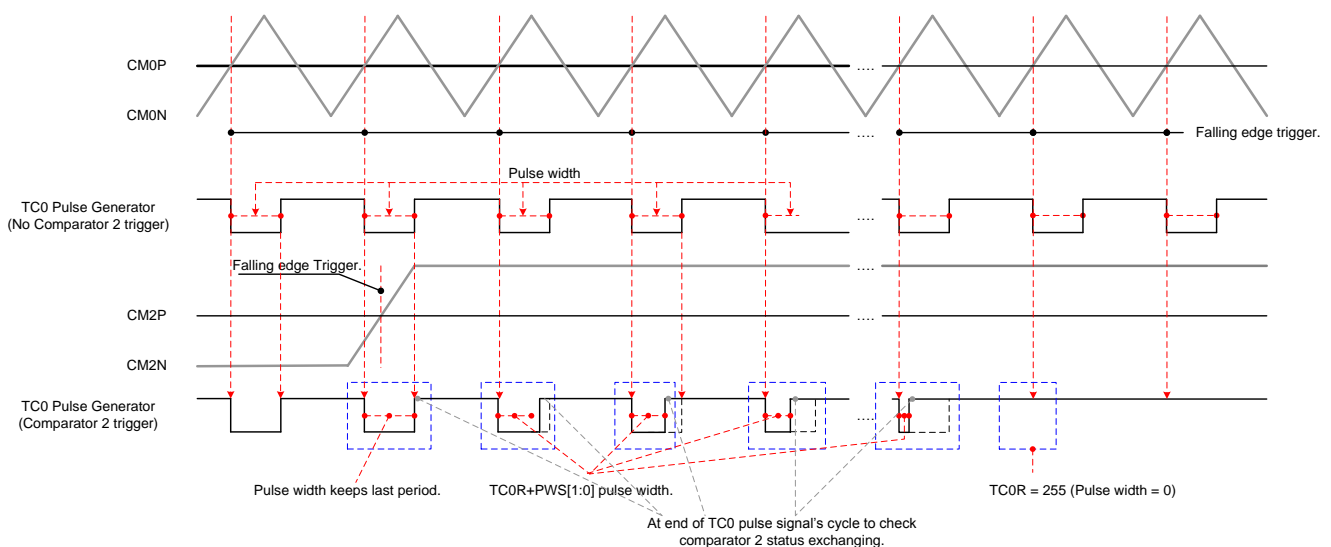 CM0P
....
CM0N
....
Falling edge trigger.
Pulse width
TC0 Pulse Generator
(No Comparator 2 trigger)
....
Falling edge Trigger.
....
CM2P
....
CM2N
TC0 Pulse Generator
(Comparator 2 trigger)
....
Pulse width keeps last period.
TC0R+PWS[1:0] pulse width.
TC0R = 255 (Pulse width = 0)
At end of TC0 pulse signal's cycle to check
comparator 2 status exchanging.